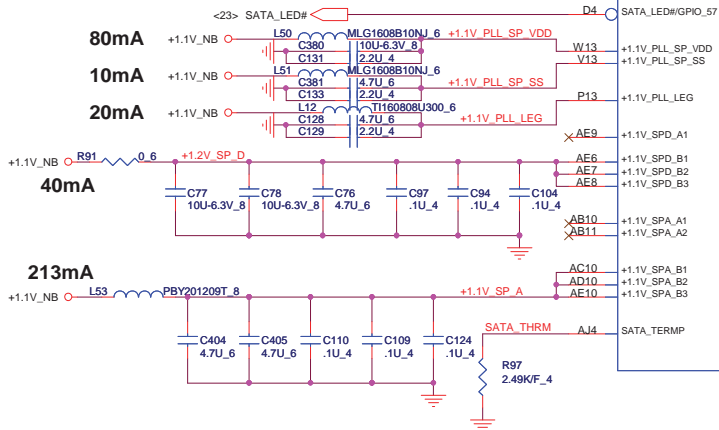 <23> SATA_LED#
D4 SATA_LED#/GPIO_57
80mA +1.1V_NB L50 MLG1608B10NJ_6 +1.1V_PLL_SP_VDD
C380 10U-6.3V_8
C131 2.2U_4
W13 +1.1V_PLL_SP_VDD
V13 +1.1V_PLL_SP_SS
10mA +1.1V_NB L51 MLG1608B10NJ_6
C381 4.7U_6 +1.1V_PLL_SP_SS
C133 2.2U_4
P13 +1.1V_PLL_LEG
20mA +1.1V_NB L12 TI160808U300_6
C128 4.7U_6 +1.1V_PLL_LEG
C129 2.2U_4
AE9 +1.1V_SPD_A1
+1.1V_NB R91 0_6 +1.2V_SP_D
40mA
AE6 +1.1V_SPD_B1
AE7 +1.1V_SPD_B2
AE8 +1.1V_SPD_B3
C77 10U-6.3V_8
C78 10U-6.3V_8
C76 4.7U_6
C97 .1U_4
C94 .1U_4
C104 .1U_4
AB10 +1.1V_SPA_A1
AB11 +1.1V_SPA_A2
213mA
+1.1V_NB L53 PBY201209T_8 +1.1V_SP_A
AC10 +1.1V_SPA_B1
AD10 +1.1V_SPA_B2
AE10 +1.1V_SPA_B3
C404 4.7U_6
C405 4.7U_6
C110 .1U_4
C109 .1U_4
C124 .1U_4
SATA_THRM AJ4 SATA_TERMP
R97
2.49K/F_4